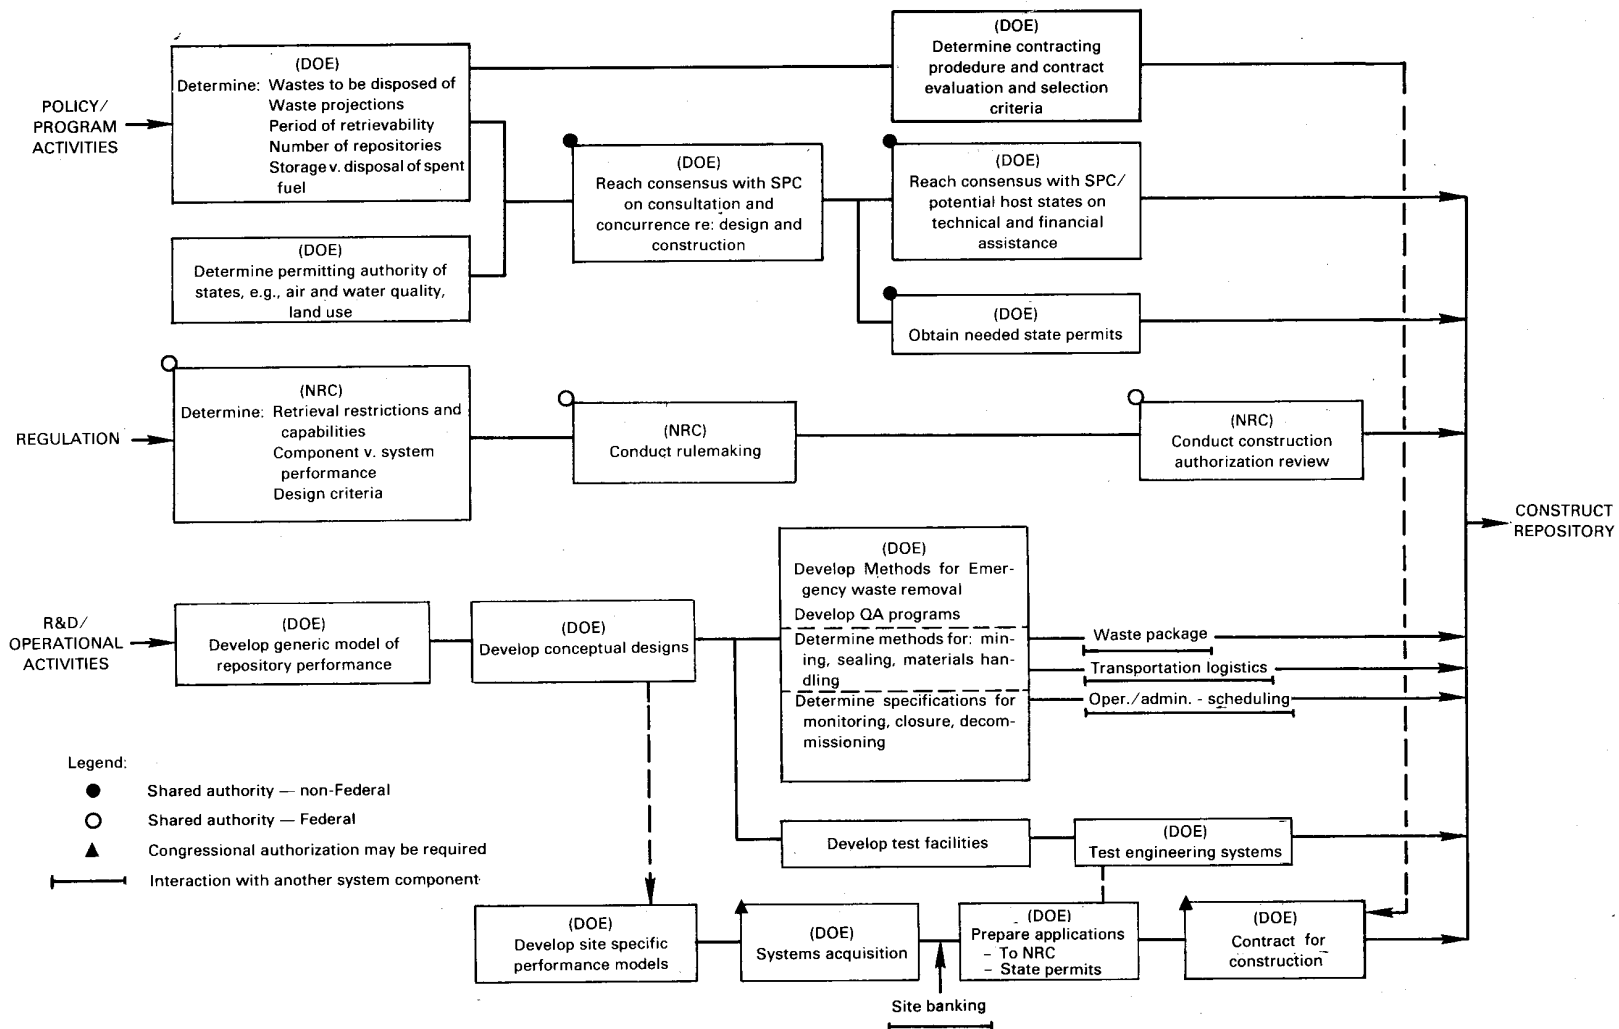 POLICY/
PROGRAM
ACTIVITIES
(DOE)
Determine: Wastes to be disposed of
Waste projections
Period of retrievability
Number of repositories
Storage v. disposal of spent
fuel
(DOE)
Determine contracting
prodedure and contract
evaluation and selection
criteria
(DOE)
Reach consensus with SPC
on consultation and
concurrence re: design and
construction
(DOE)
Reach consensus with SPC/
potential host states on
technical and financial
assistance
(DOE)
Determine permitting authority of
states, e.g., air and water quality,
land use
(DOE)
Obtain needed state permits
REGULATION
(NRC)
Determine: Retrieval restrictions and
capabilities
Component v. system
performance
Design criteria
(NRC)
Conduct rulemaking
(NRC)
Conduct construction
authorization review
CONSTRUCT
REPOSITORY
R&D/
OPERATIONAL
ACTIVITIES
(DOE)
Develop generic model of
repository performance
(DOE)
Develop conceptual designs
(DOE)
Develop Methods for Emer-
gency waste removal
Develop QA programs
Determine methods for: min-
ing, sealing, materials han-
dling
Determine specifications for
monitoring, closure, decom-
missioning
Waste package
Transportation logistics
Oper./admin. - scheduling
Develop test facilities
(DOE)
Test engineering systems
Legend:
Shared authority — non-Federal
Shared authority — Federal
Congressional authorization may be required
Interaction with another system component
(DOE)
Develop site specific
performance models
(DOE)
Systems acquisition
(DOE)
Prepare applications
- To NRC
- State permits
(DOE)
Contract for
construction
Site banking